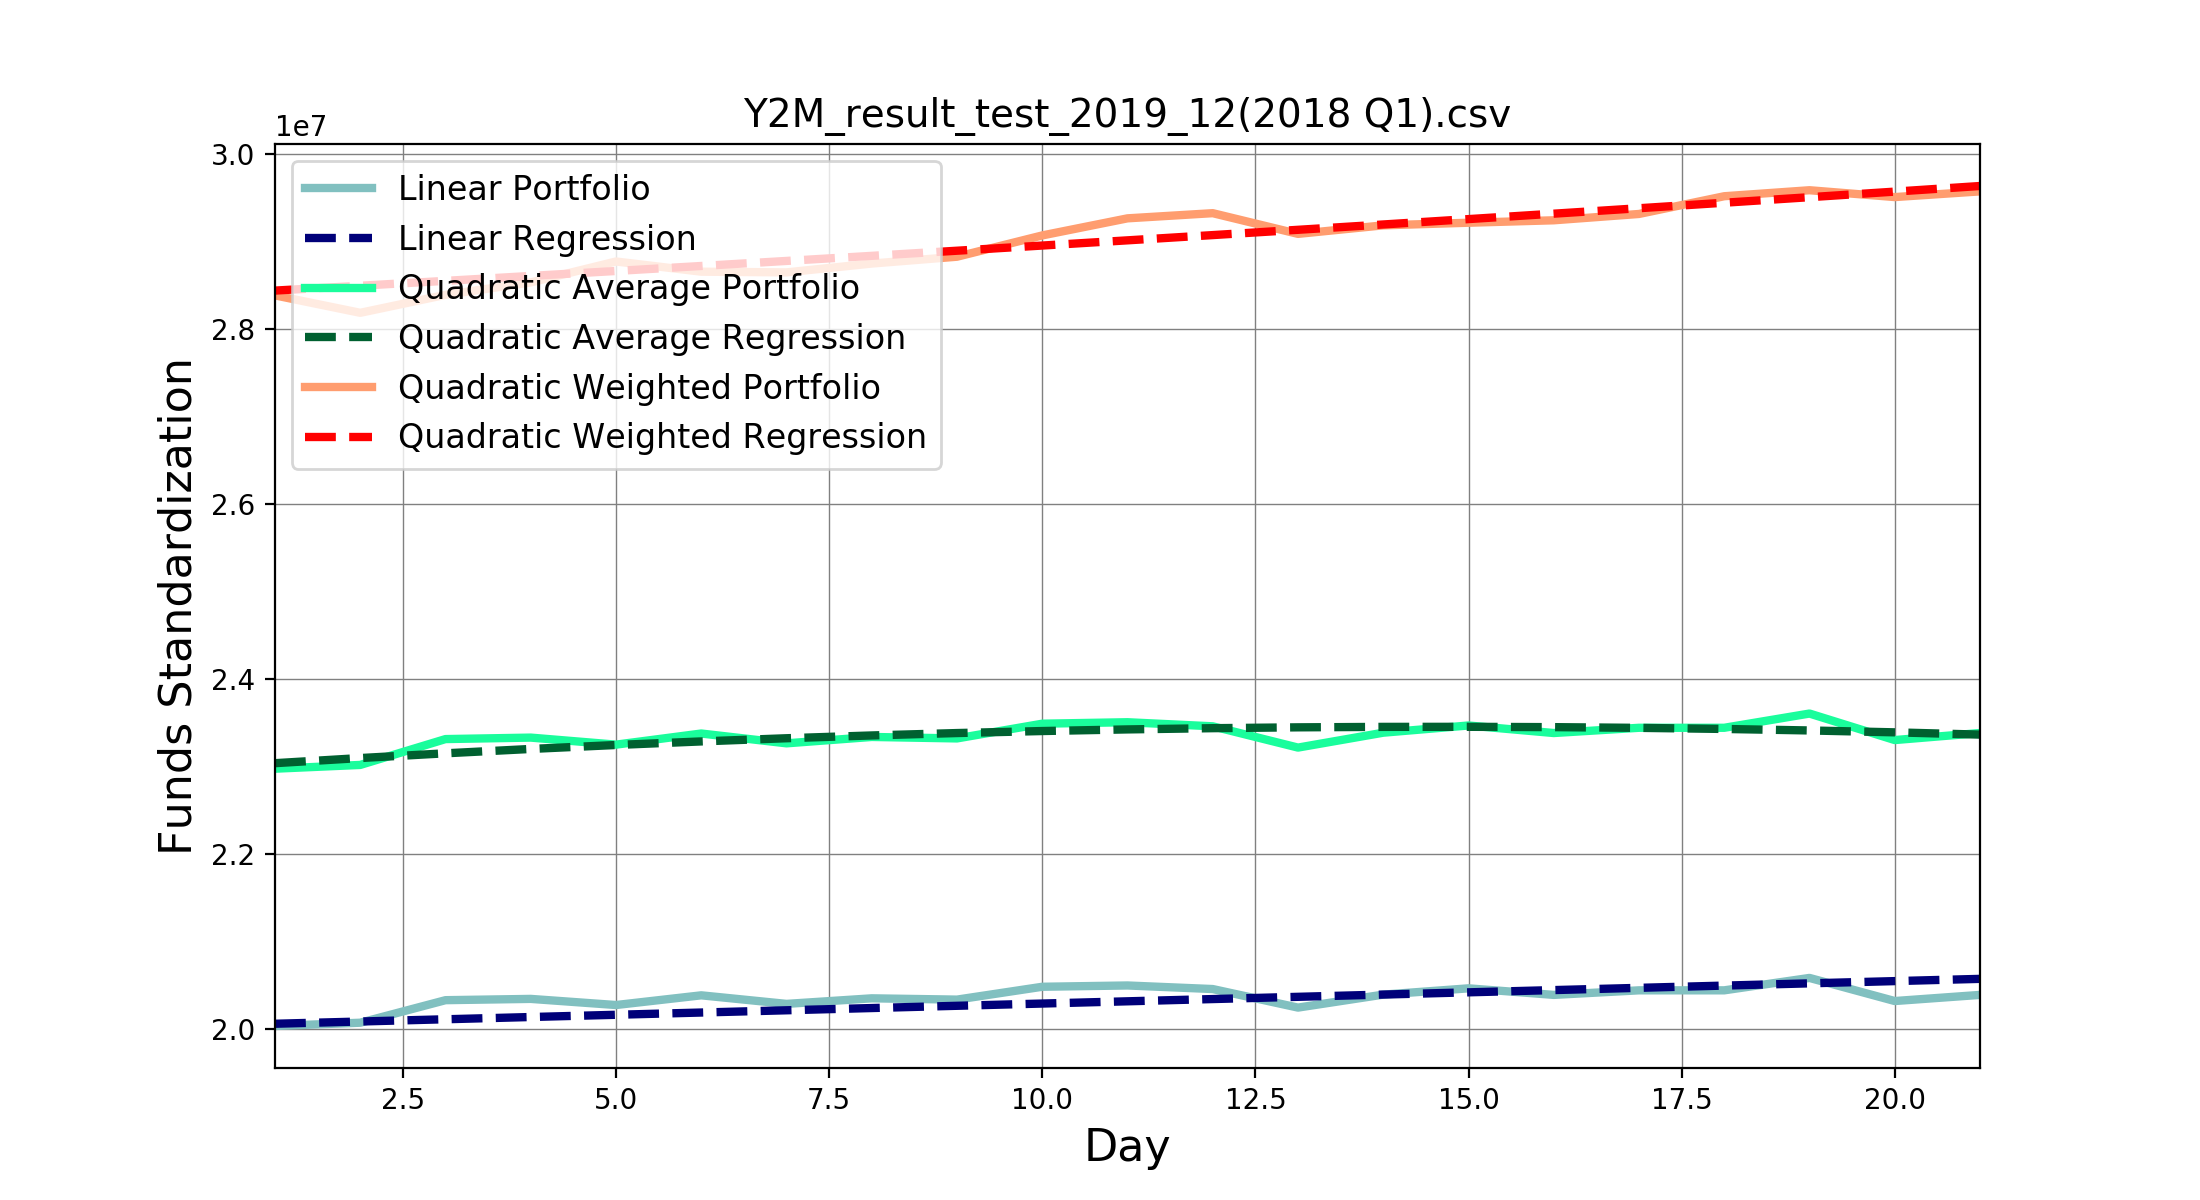 Y2M_result_test_2019_12(2018 Q1).csv
1e7
3.0
2.8
2.6
2.4
2.2
2.0
Funds Standardization
Linear Portfolio
Linear Regression
Quadratic Average Portfolio
Quadratic Average Regression
Quadratic Weighted Portfolio
Quadratic Weighted Regression
2.5 5.0 7.5 10.0 12.5 15.0 17.5 20.0
Day